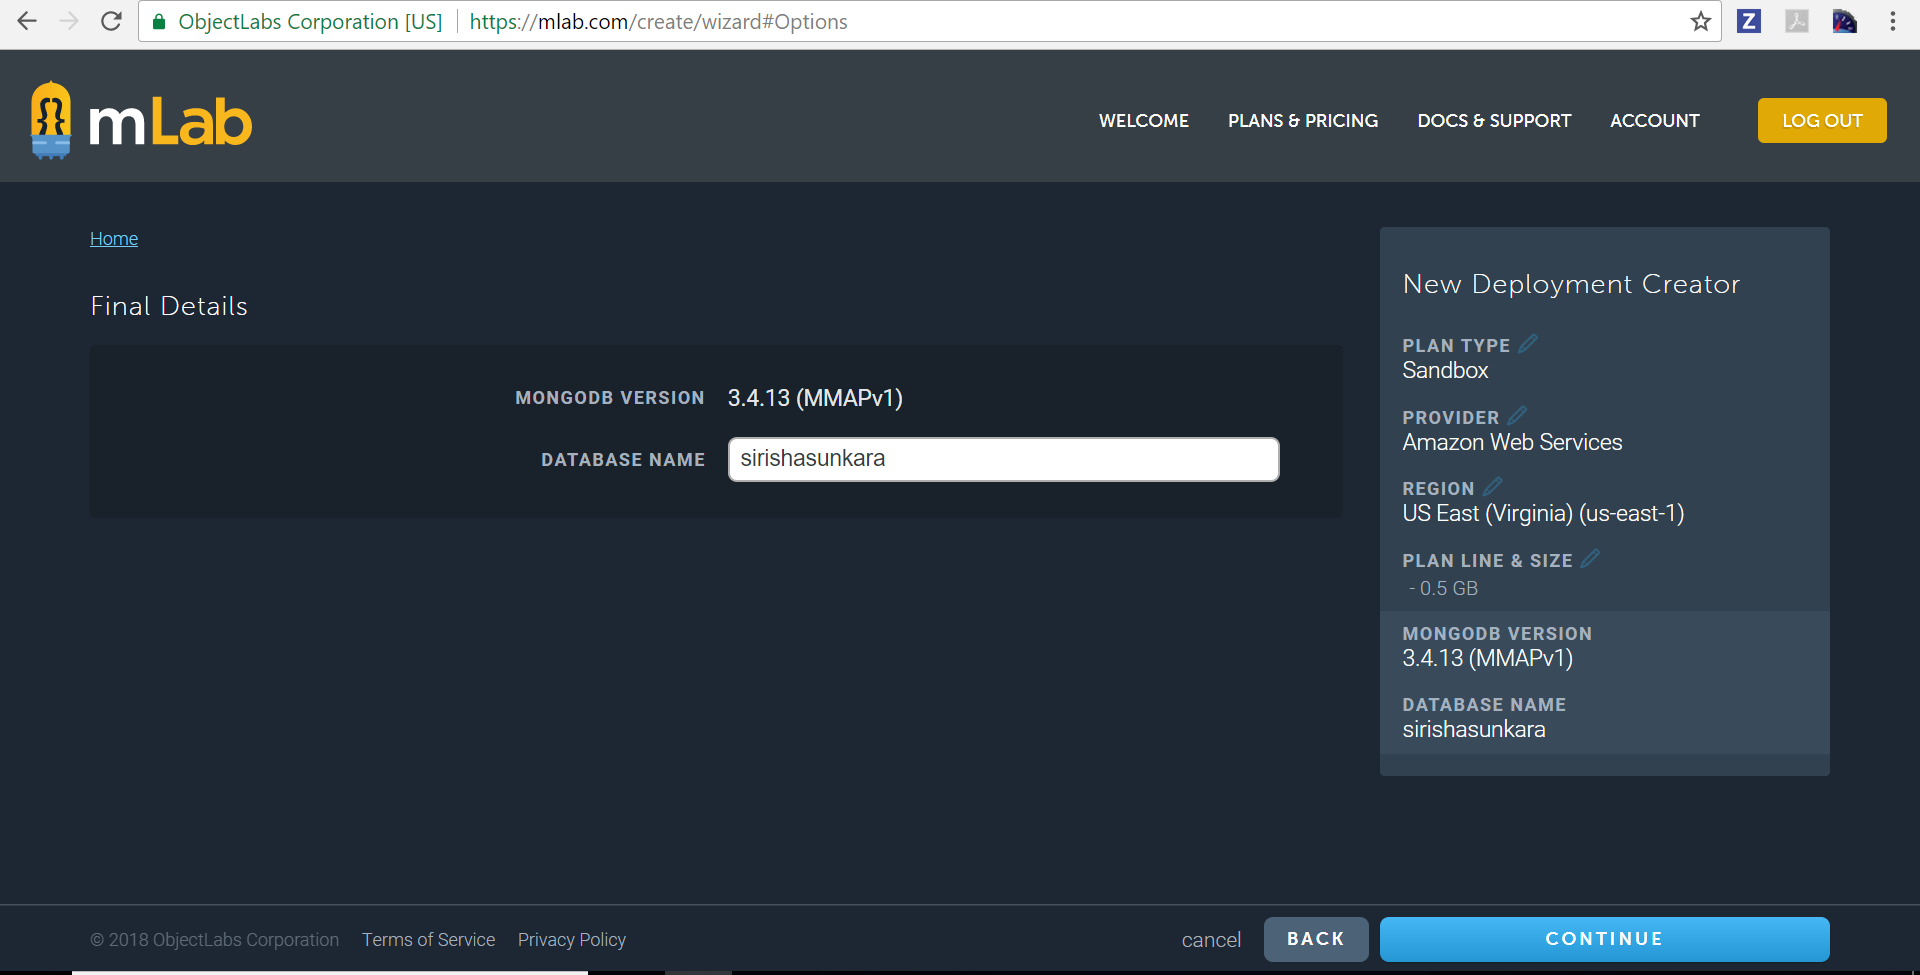 ObjectLabs Corporation [US] https://mlab.com/create/wizard#Options
Z
mLab
WELCOME PLANS & PRICING DOCS & SUPPORT ACCOUNT LOG OUT
Home
Final Details
MONGODB VERSION 3.4.13 (MMAPv1)
DATABASE NAME sirishasunkara
New Deployment Creator
PLAN TYPE
Sandbox
PROVIDER
Amazon Web Services
REGION
US East (Virginia) (us-east-1)
PLAN LINE & SIZE
- 0.5 GB
MONGODB VERSION
3.4.13 (MMAPv1)
DATABASE NAME
sirishasunkara
© 2018 ObjectLabs Corporation Terms of Service Privacy Policy cancel BACK CONTINUE